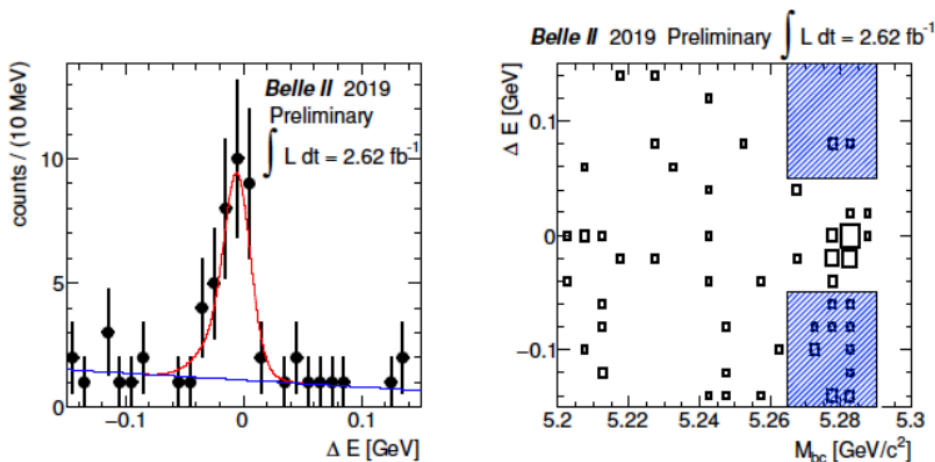 Belle II 2019
Preliminary
∫ L dt = 2.62 fb⁻¹
counts / (10 MeV)
10
5
0
−0.1
0
0.1
Δ E [GeV]
Belle II 2019 Preliminary ∫ L dt = 2.62 fb⁻¹
Δ E [GeV]
0.1
0
−0.1
5.2
5.22
5.24
5.26
5.28
5.3
M_bc [GeV/c²]